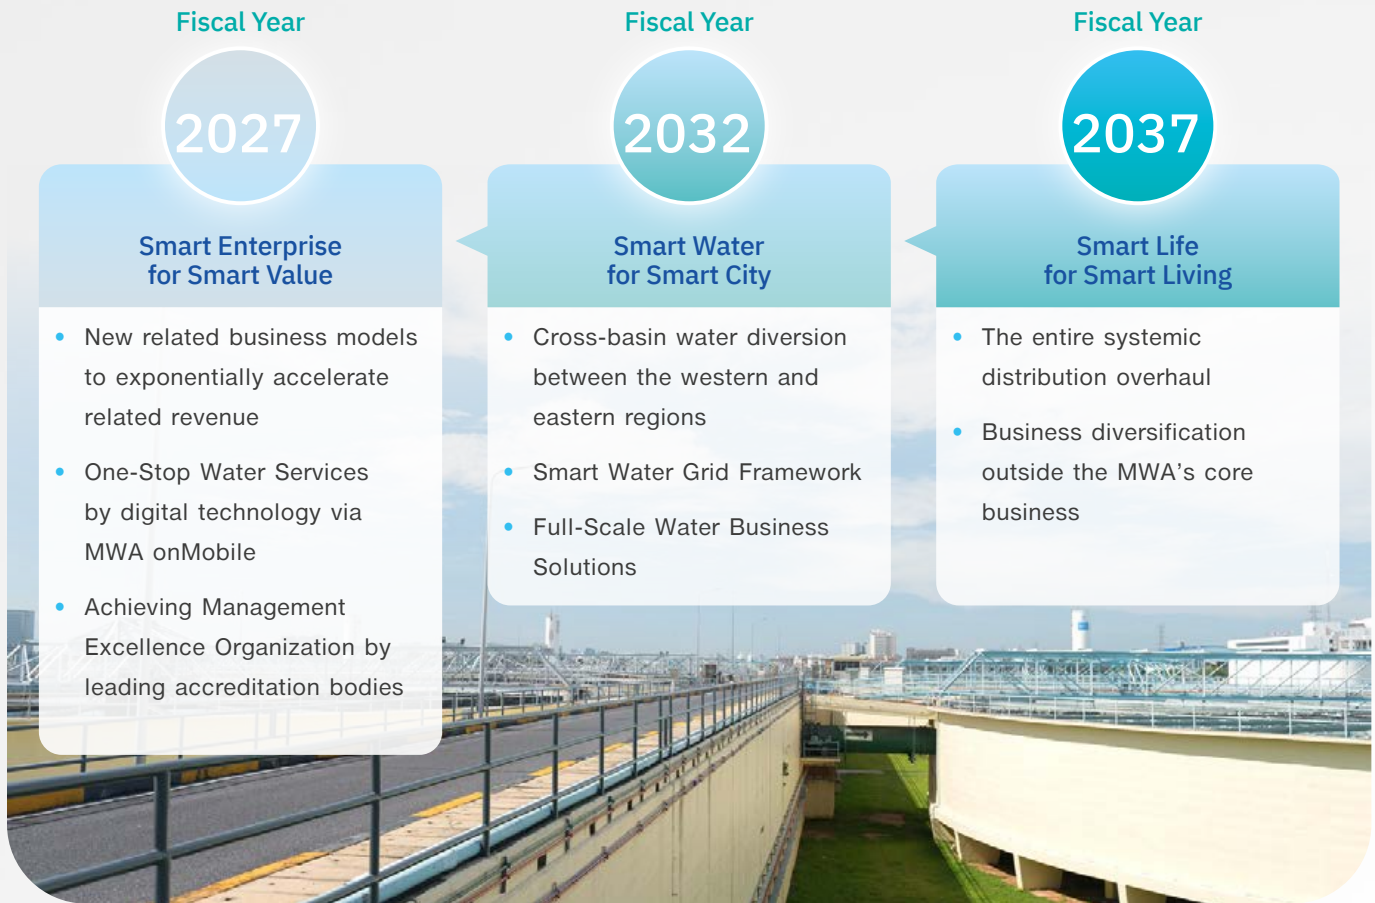 Fiscal Year
2027
Smart Enterprise
for Smart Value
• New related business models
to exponentially accelerate
related revenue
• One-Stop Water Services
by digital technology via
MWA onMobile
• Achieving Management
Excellence Organization by
leading accreditation bodies
Fiscal Year
2032
Smart Water
for Smart City
• Cross-basin water diversion
between the western and
eastern regions
• Smart Water Grid Framework
• Full-Scale Water Business
Solutions
Fiscal Year
2037
Smart Life
for Smart Living
• The entire systemic
distribution overhaul
• Business diversification
outside the MWA’s core
business